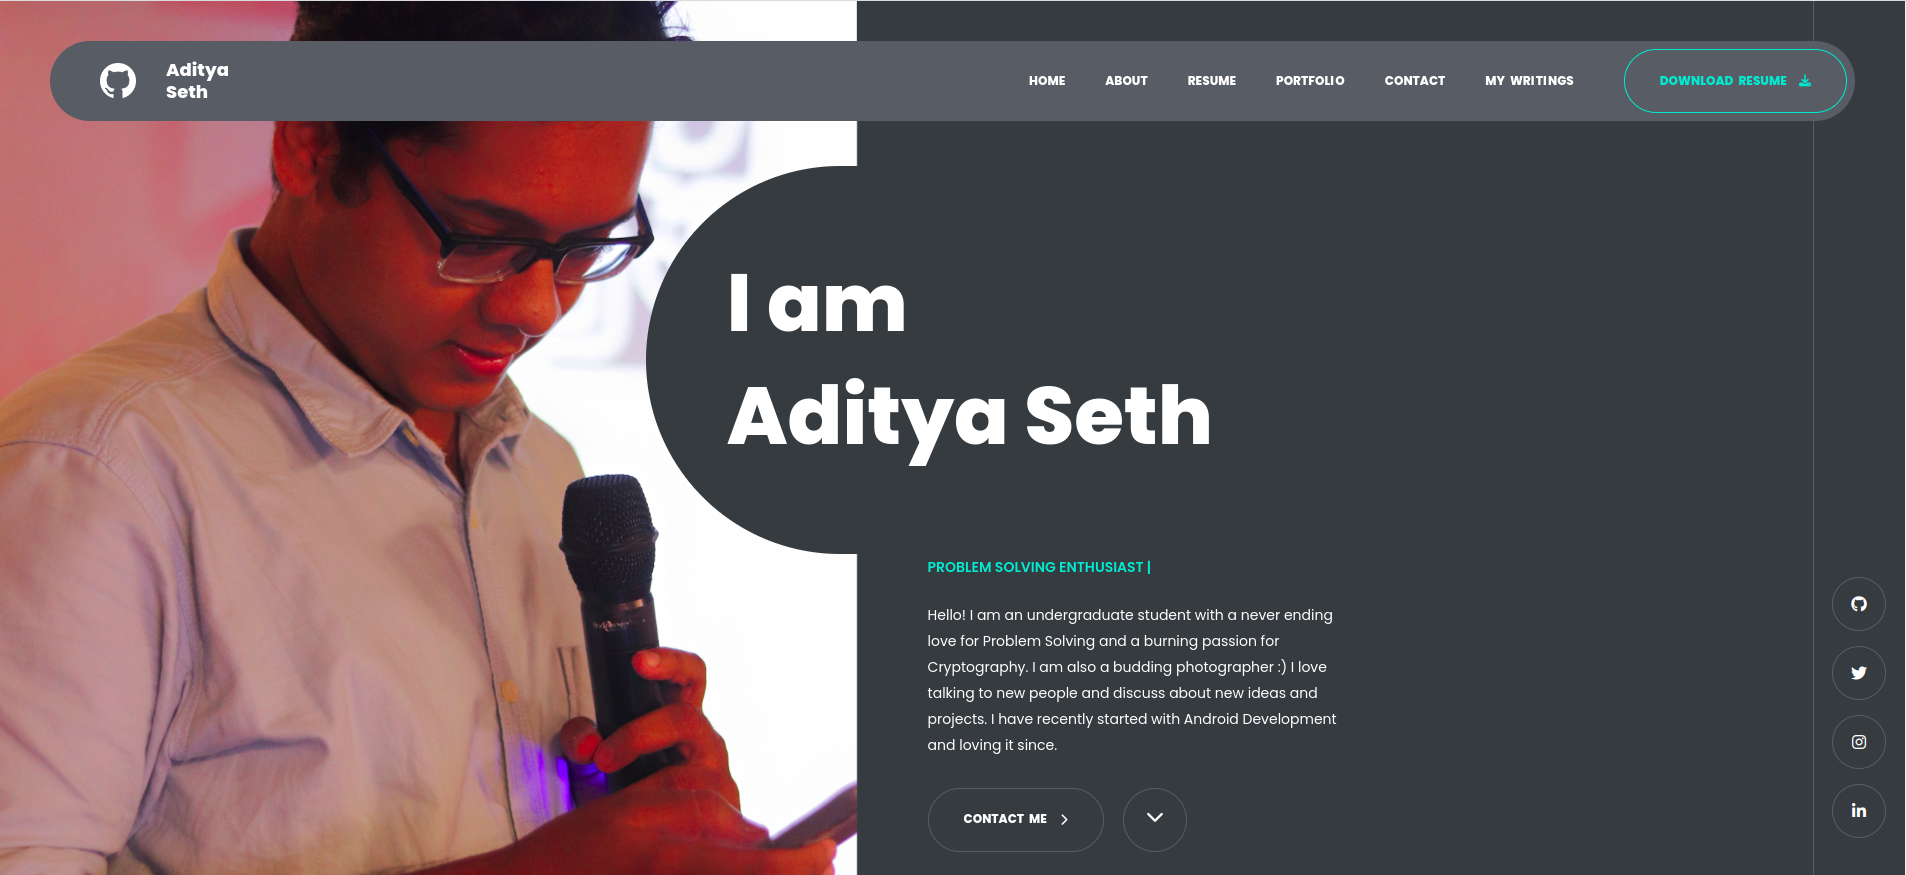 Aditya
Seth
HOME
ABOUT
RESUME
PORTFOLIO
CONTACT
MY WRITINGS
DOWNLOAD RESUME
I am
Aditya Seth
PROBLEM SOLVING ENTHUSIAST |
Hello! I am an undergraduate student with a never ending
love for Problem Solving and a burning passion for
Cryptography. I am also a budding photographer :) I love
talking to new people and discuss about new ideas and
projects. I have recently started with Android Development
and loving it since.
CONTACT ME